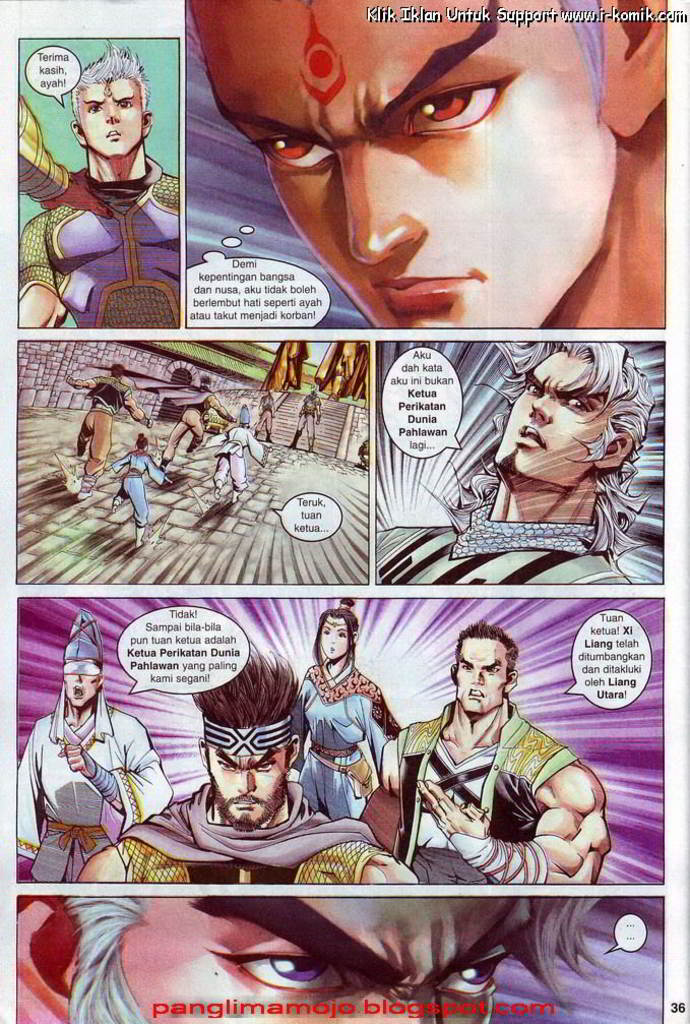 Klik Iklan Untuk Support www.i-komik.com
Terima
kasih,
ayah!
Demi
kepentingan bangsa
dan nusa, aku tidak boleh
berlembut hati seperti ayah
atau takut menjadi korban!
Teruk,
tuan
ketua...
Aku
dah kata
aku ini bukan
Ketua
Perikatan
Dunia
Pahlawan
lagi...
Tidak!
Sampai bila-bila
pun tuan ketua adalah
Ketua Perikatan Dunia
Pahlawan yang paling
kami segani!
Tuan
ketua! Xi
Liang telah
ditumbangkan
dan ditakluki
oleh Liang
Utara!
...
...
panglimamojo.blogspot.com
36